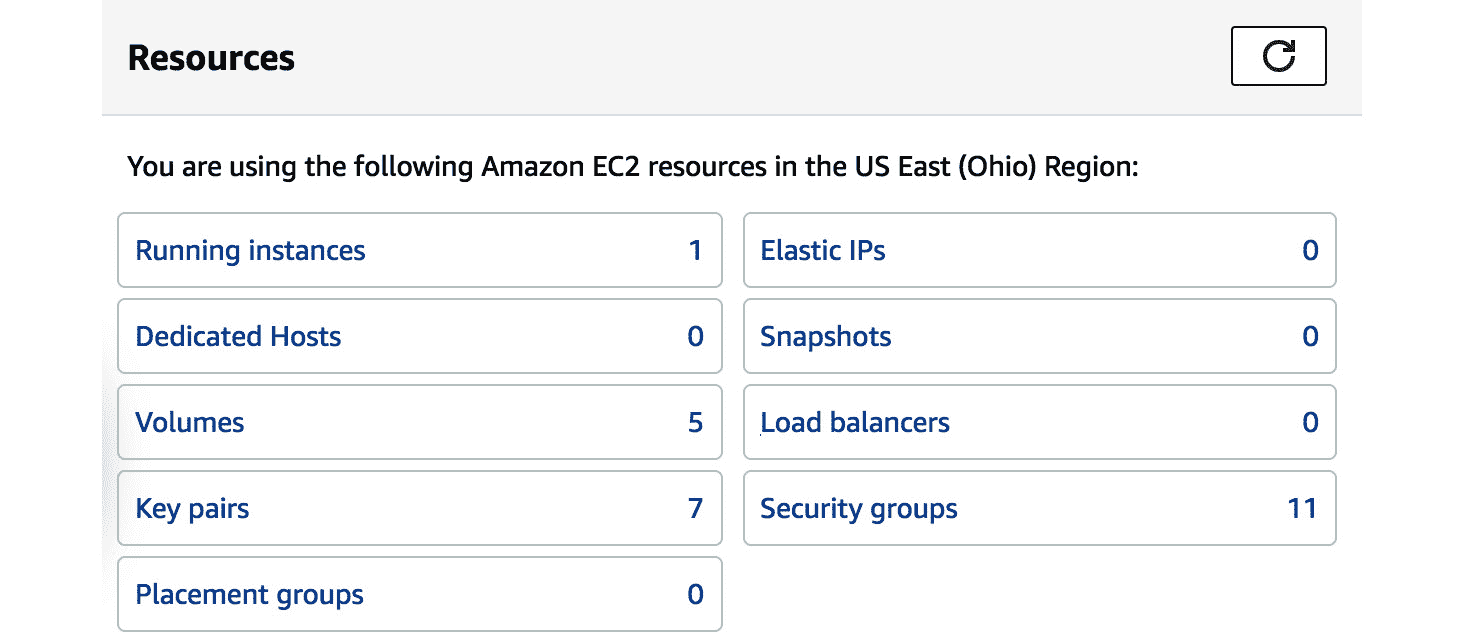 Resources
You are using the following Amazon EC2 resources in the US East (Ohio) Region:
Running instances 1
Elastic IPs 0
Dedicated Hosts 0
Snapshots 0
Volumes 5
Load balancers 0
Key pairs 7
Security groups 11
Placement groups 0